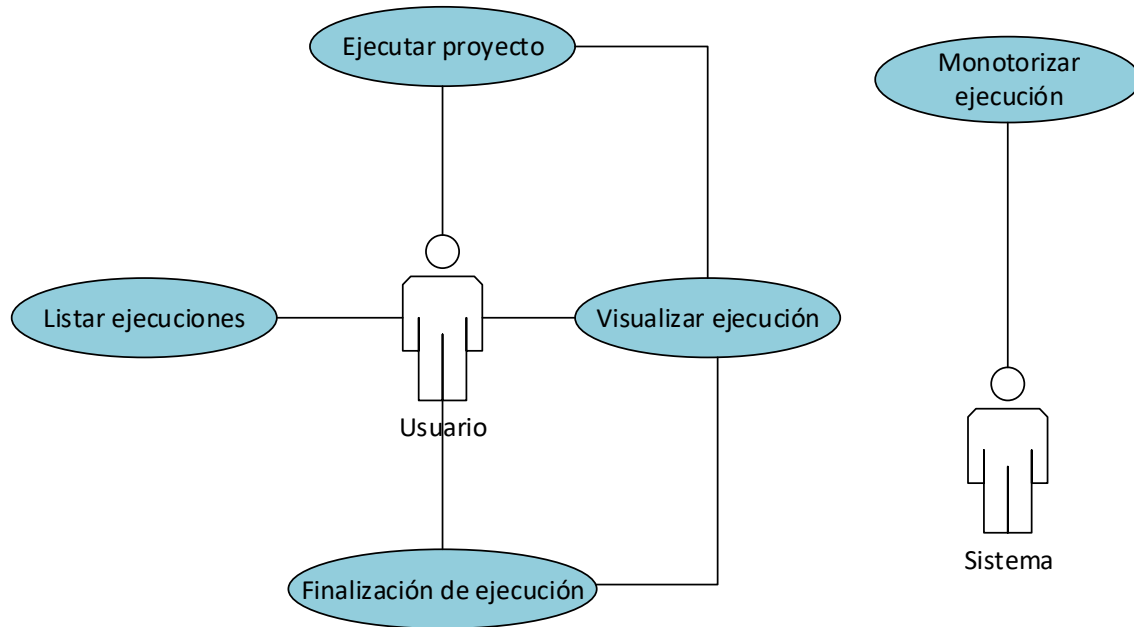 Ejecutar proyecto
Monotorizar
ejecución
Listar ejecuciones
Visualizar ejecución
Usuario
Finalización de ejecución
Sistema